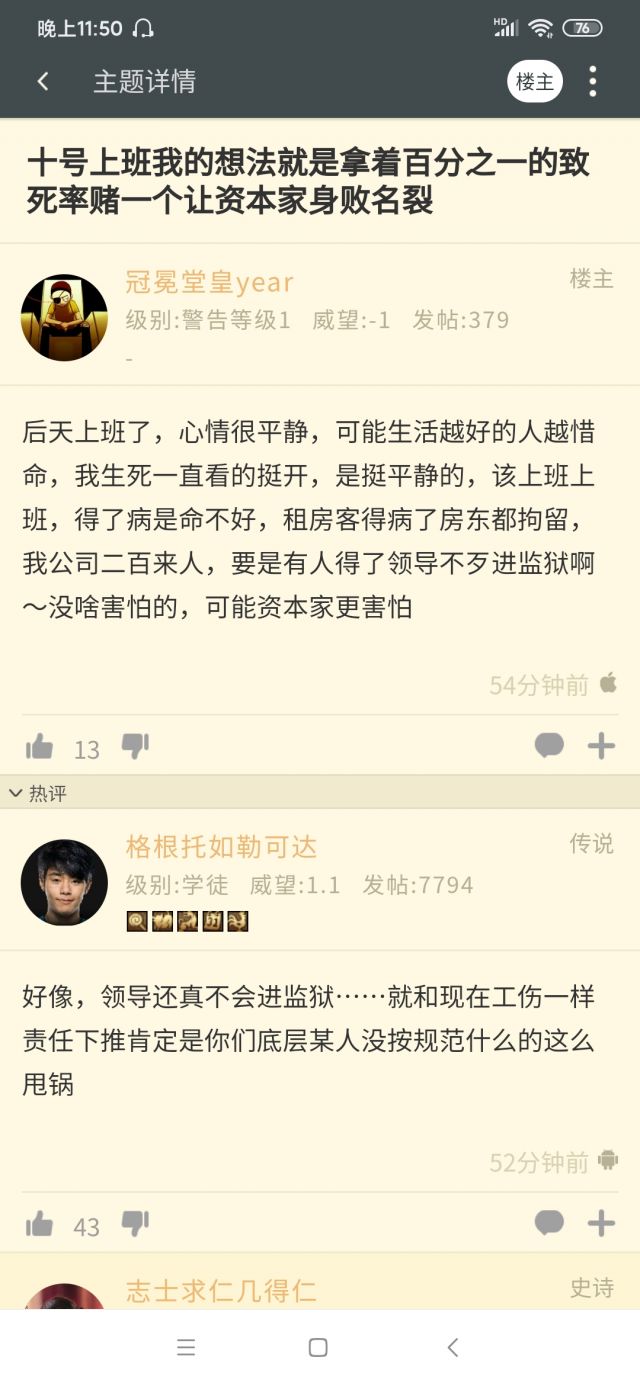 晚上11:50
HD
76
主题详情
楼主
十号上班我的想法就是拿着百分之一的致
死率赌一个让资本家身败名裂
冠冕堂皇year
楼主
级别:警告等级1 威望:-1 发帖:379
-
后天上班了，心情很平静，可能生活越好的人越惜
命，我生死一直看的挺开，是挺平静的，该上班上
班，得了病是命不好，租房客得病了房东都拘留，
我公司二百来人，要是有人得了领导不歹进监狱啊
～没啥害怕的，可能资本家更害怕
54分钟前
13
热评
格根托如勒可达
传说
级别:学徒 威望:1.1 发帖:7794
好像，领导还真不会进监狱……就和现在工伤一样
责任下推肯定是你们底层某人没按规范什么的这么
甩锅
52分钟前
43
志士求仁几得仁
史诗